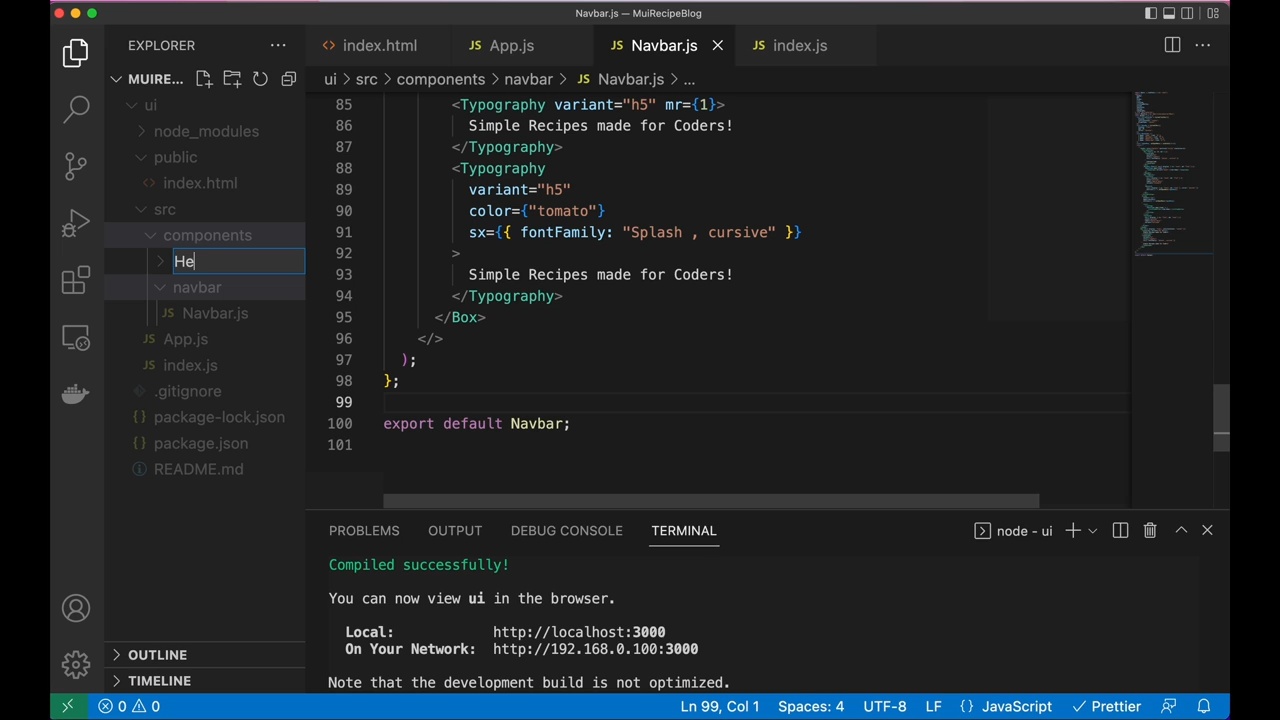 Navbar.js — MuiRecipeBlog
EXPLORER
MUIRE...
ui
node_modules
public
<> index.html
src
components
He
navbar
JS Navbar.js
JS App.js
JS index.js
.gitignore
{} package-lock.json
{} package.json
README.md
OUTLINE
TIMELINE
<> index.html
JS App.js
JS Navbar.js
JS index.js
ui > src > components > navbar > JS Navbar.js > ...
85 <Typography variant="h5" mr={1}>
86 Simple Recipes made for Coders!
87 </Typography>
88 <Typography
89 variant="h5"
90 color={"tomato"}
91 sx={{ fontFamily: "Splash , cursive" }}
92 >
93 Simple Recipes made for Coders!
94 </Typography>
95 </Box>
96 </>
97 );
98 };
99
100 export default Navbar;
101
PROBLEMS OUTPUT DEBUG CONSOLE TERMINAL
node - ui
Compiled successfully!
You can now view ui in the browser.
Local: http://localhost:3000
On Your Network: http://192.168.0.100:3000
Note that the development build is not optimized.
0 0
Ln 99, Col 1 Spaces: 4 UTF-8 LF {} JavaScript Prettier